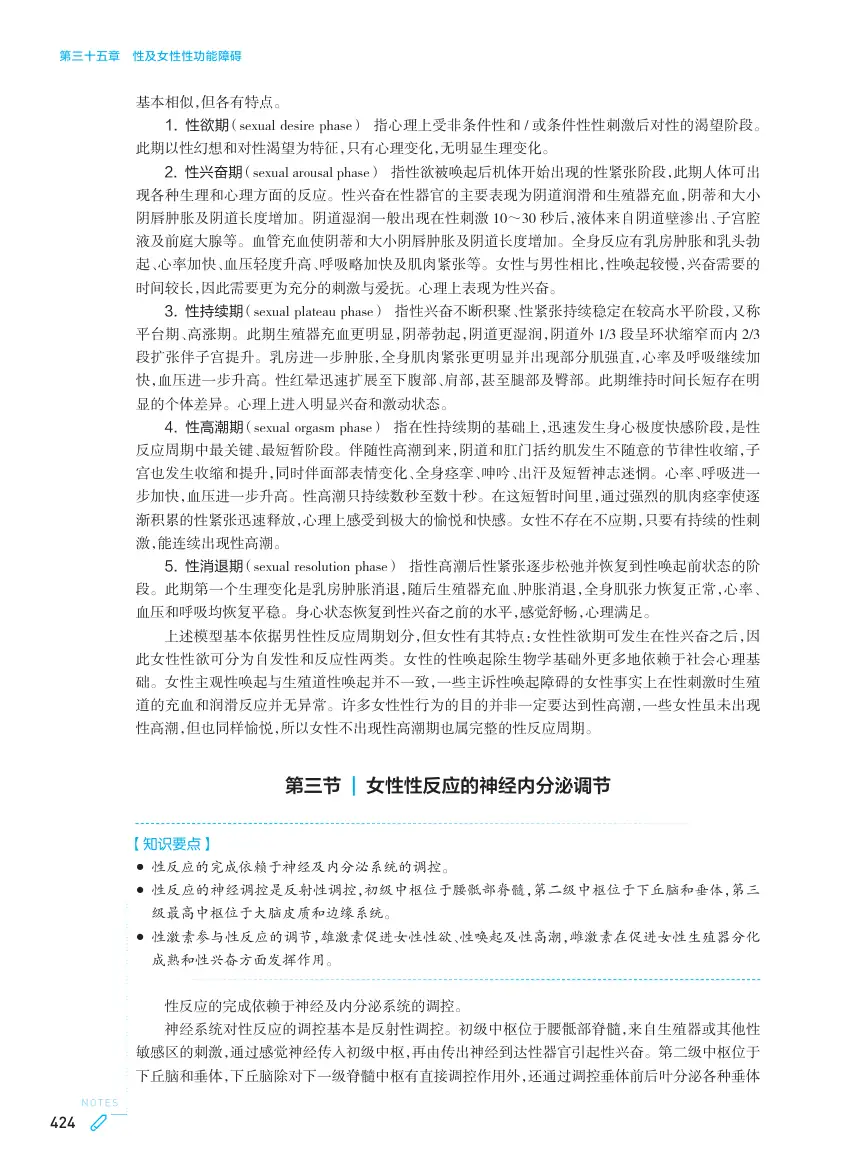 第三十五章　性及女性性功能障碍
基本相似，但各有特点。
1. 性欲期（sexual desire phase）　指心理上受非条件性和 / 或条件性性刺激后对性的渴望阶段。
此期以性幻想和对性渴望为特征，只有心理变化，无明显生理变化。
2. 性兴奋期（sexual arousal phase）　指性欲被唤起后机体开始出现的性紧张阶段，此期人体可出
现各种生理和心理方面的反应。性兴奋在性器官的主要表现为阴道润滑和生殖器充血，阴蒂和大小
阴唇肿胀及阴道长度增加。阴道湿润一般出现在性刺激 10～30 秒后，液体来自阴道壁渗出、子宫腔
液及前庭大腺等。血管充血使阴蒂和大小阴唇肿胀及阴道长度增加。全身反应有乳房肿胀和乳头勃
起、心率加快、血压轻度升高、呼吸略加快及肌肉紧张等。女性与男性相比，性唤起较慢，兴奋需要的
时间较长，因此需要更为充分的刺激与爱抚。心理上表现为性兴奋。
3. 性持续期（sexual plateau phase）　指性兴奋不断积聚、性紧张持续稳定在较高水平阶段，又称
平台期、高涨期。此期生殖器充血更明显，阴蒂勃起，阴道更湿润，阴道外 1/3 段呈环状缩窄而内 2/3
段扩张伴子宫提升。乳房进一步肿胀，全身肌肉紧张更明显并出现部分肌强直，心率及呼吸继续加
快，血压进一步升高。性红晕迅速扩展至下腹部、肩部，甚至腿部及臀部。此期维持时间长短存在明
显的个体差异。心理上进入明显兴奋和激动状态。
4. 性高潮期（sexual orgasm phase）　指在性持续期的基础上，迅速发生身心极度快感阶段，是性
反应周期中最关键、最短暂阶段。伴随性高潮到来，阴道和肛门括约肌发生不随意的节律性收缩，子
宫也发生收缩和提升，同时伴面部表情变化、全身痉挛、呻吟、出汗及短暂神志迷惘。心率、呼吸进一
步加快，血压进一步升高。性高潮只持续数秒至数十秒。在这短暂时间里，通过强烈的肌肉痉挛使逐
渐积累的性紧张迅速释放，心理上感受到极大的愉悦和快感。女性不存在不应期，只要有持续的性刺
激，能连续出现性高潮。
5. 性消退期（sexual resolution phase）　指性高潮后性紧张逐步松弛并恢复到性唤起前状态的阶
段。此期第一个生理变化是乳房肿胀消退，随后生殖器充血、肿胀消退，全身肌张力恢复正常，心率、
血压和呼吸均恢复平稳。身心状态恢复到性兴奋之前的水平，感觉舒畅，心理满足。
上述模型基本依据男性性反应周期划分，但女性有其特点：女性性欲期可发生在性兴奋之后，因
此女性性欲可分为自发性和反应性两类。女性的性唤起除生物学基础外更多地依赖于社会心理基
础。女性主观性唤起与生殖道性唤起并不一致，一些主诉性唤起障碍的女性事实上在性刺激时生殖
道的充血和润滑反应并无异常。许多女性性行为的目的并非一定要达到性高潮，一些女性虽未出现
性高潮，但也同样愉悦，所以女性不出现性高潮期也属完整的性反应周期。
第三节 | 女性性反应的神经内分泌调节
【知识要点】
● 性反应的完成依赖于神经及内分泌系统的调控。
● 性反应的神经调控是反射性调控，初级中枢位于腰骶部脊髓，第二级中枢位于下丘脑和垂体，第三
级最高中枢位于大脑皮质和边缘系统。
● 性激素参与性反应的调节，雄激素促进女性性欲、性唤起及性高潮，雌激素在促进女性生殖器分化
成熟和性兴奋方面发挥作用。
性反应的完成依赖于神经及内分泌系统的调控。
神经系统对性反应的调控基本是反射性调控。初级中枢位于腰骶部脊髓，来自生殖器或其他性
敏感区的刺激，通过感觉神经传入初级中枢，再由传出神经到达性器官引起性兴奋。第二级中枢位于
下丘脑和垂体，下丘脑除对下一级脊髓中枢有直接调控作用外，还通过调控垂体前后叶分泌各种垂体
NOTES
424